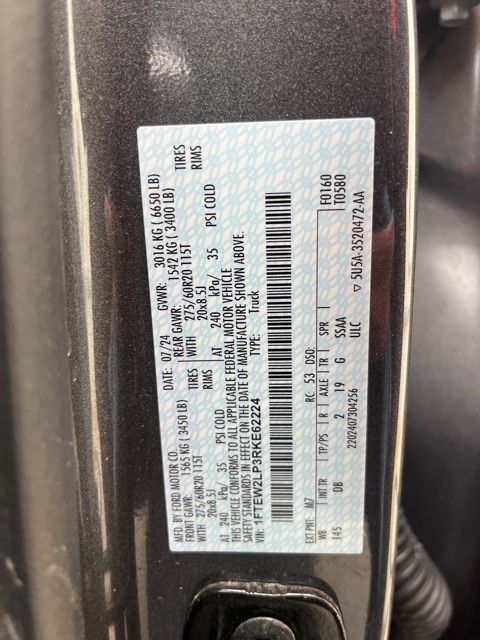 MFD. BY FORD MOTOR CO. DATE: 07/24 GVWR: 3016 KG ( 6650 LB)
FRONT GAWR: 1565 KG (3450 LB) REAR GAWR: 1542 KG ( 3400 LB)
WITH 275/60R20 115T TIRES WITH 275/60R20 115T TIRES
20x8.5J RIMS 20x8.5J RIMS
AT 240 kPa/ 35 PSI COLD AT 240 kPa/ 35 PSI COLD
THIS VEHICLE CONFORMS TO ALL APPLICABLE FEDERAL MOTOR VEHICLE
SAFETY STANDARDS IN EFFECT ON THE DATE OF MANUFACTURE SHOWN ABOVE.
VIN: 1FTEW2LP3RKE62224 TYPE: Truck
F0160
T0580
EXT PNT: M7 RC: 53 DSO:
WB INT TR TP/PS R AXLE TR SPR
145 DB 2 19 G SSAA
2202407304256 ULC ▽ 5U5A-3520472-AA